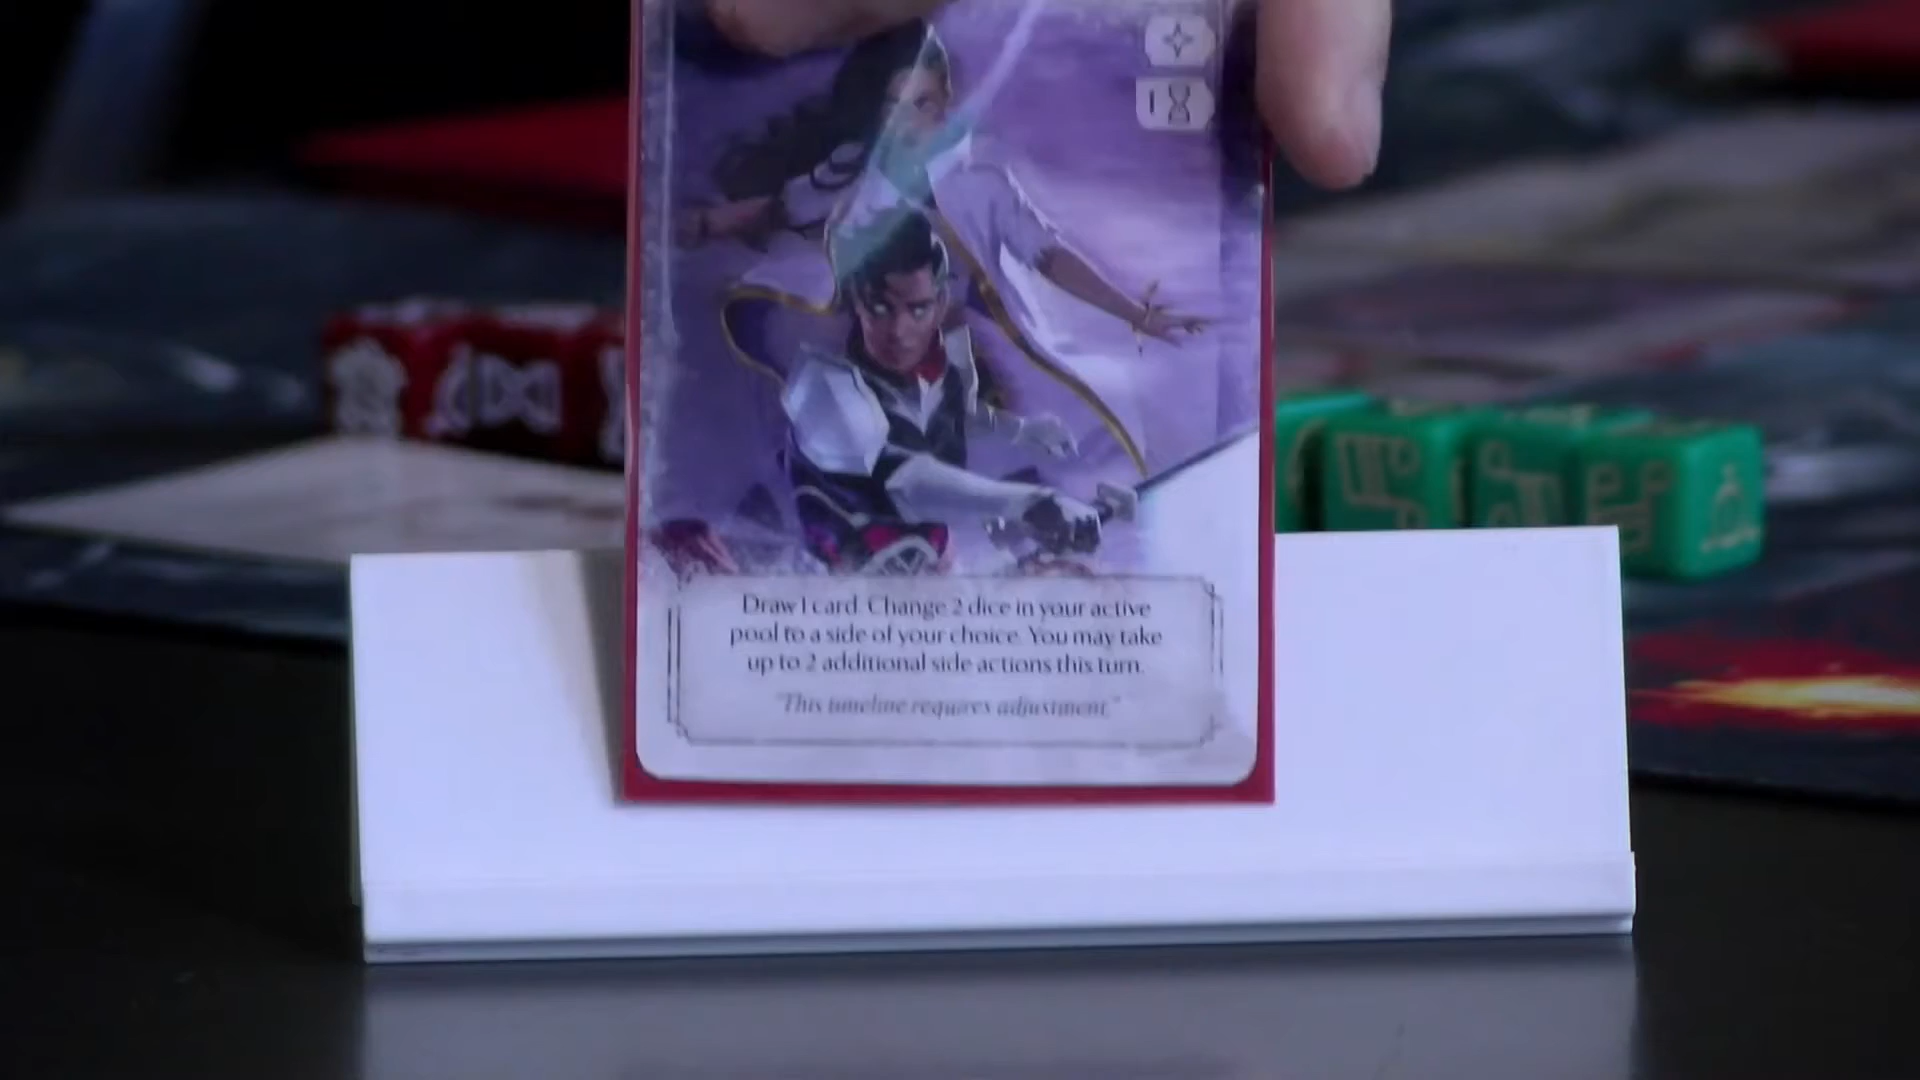 1
Draw 1 card. Change 2 dice in your active
pool to a side of your choice. You may take
up to 2 additional side actions this turn.
"This timeline requires adjustment."